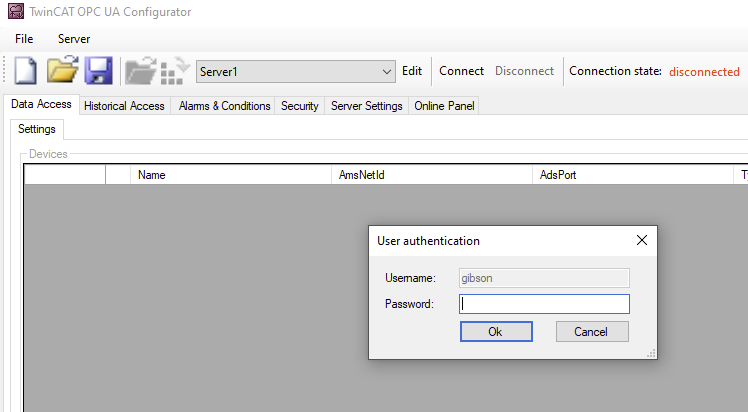 TwinCAT OPC UA Configurator
File Server
Server1 Edit Connect Disconnect Connection state: disconnected
Data Access Historical Access Alarms & Conditions Security Server Settings Online Panel
Settings
Devices
Name AmsNetId AdsPort
User authentication
Username: gibson
Password:
Ok Cancel